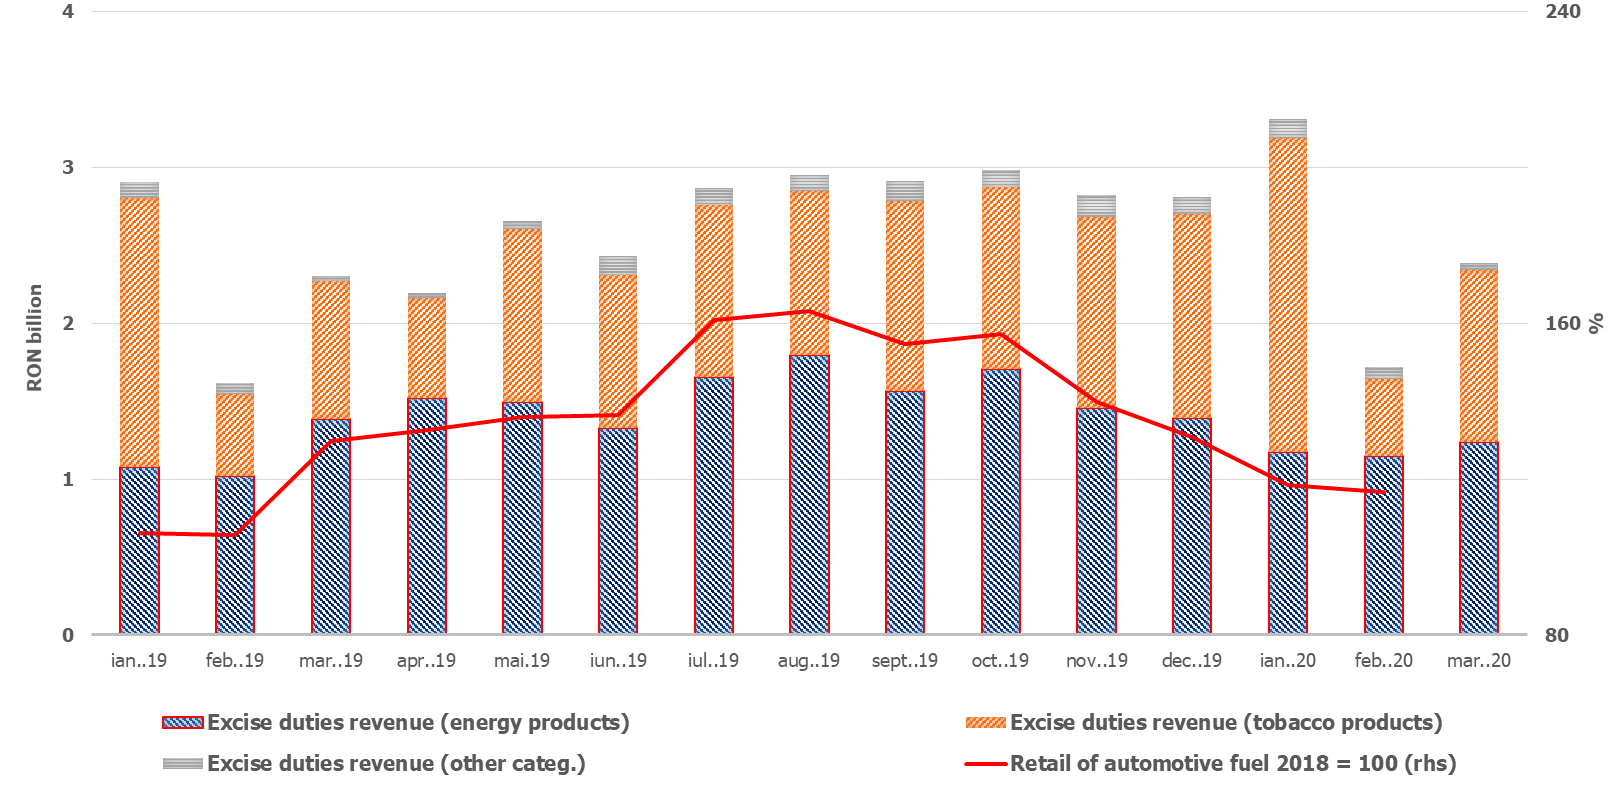 4
3
2
1
0
RON billion
240
160
80
%
ian..19 feb..19 mar..19 apr..19 mai.19 iun..19 iul..19 aug..19 sept..19 oct..19 nov..19 dec..19 ian..20 feb..20 mar..20
Excise duties revenue (energy products)
Excise duties revenue (tobacco products)
Excise duties revenue (other categ.)
Retail of automotive fuel 2018 = 100 (rhs)